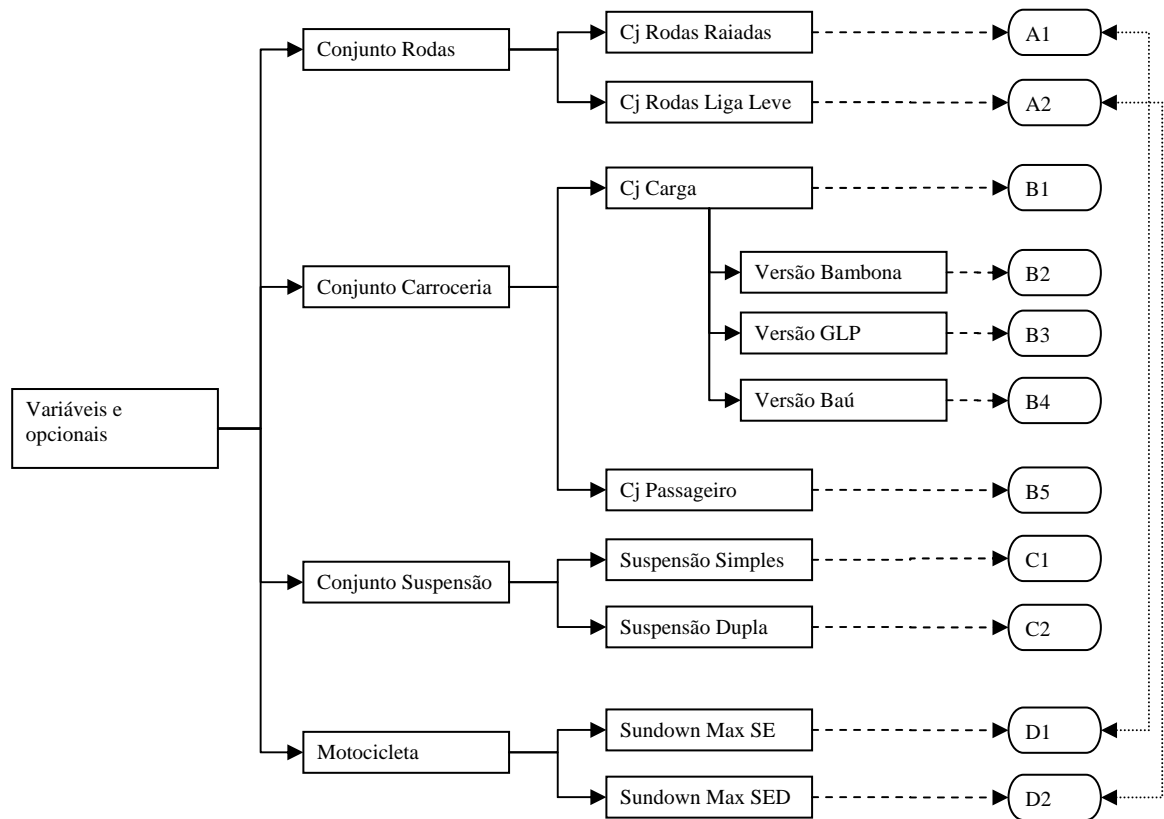 Cj Rodas Raiadas
A1
Conjunto Rodas
Cj Rodas Liga Leve
A2
Cj Carga
B1
Versão Bambona
B2
Conjunto Carroceria
Versão GLP
B3
Variáveis e
opcionais
Versão Baú
B4
Cj Passageiro
B5
Suspensão Simples
C1
Conjunto Suspensão
Suspensão Dupla
C2
Sundown Max SE
D1
Motocicleta
Sundown Max SED
D2